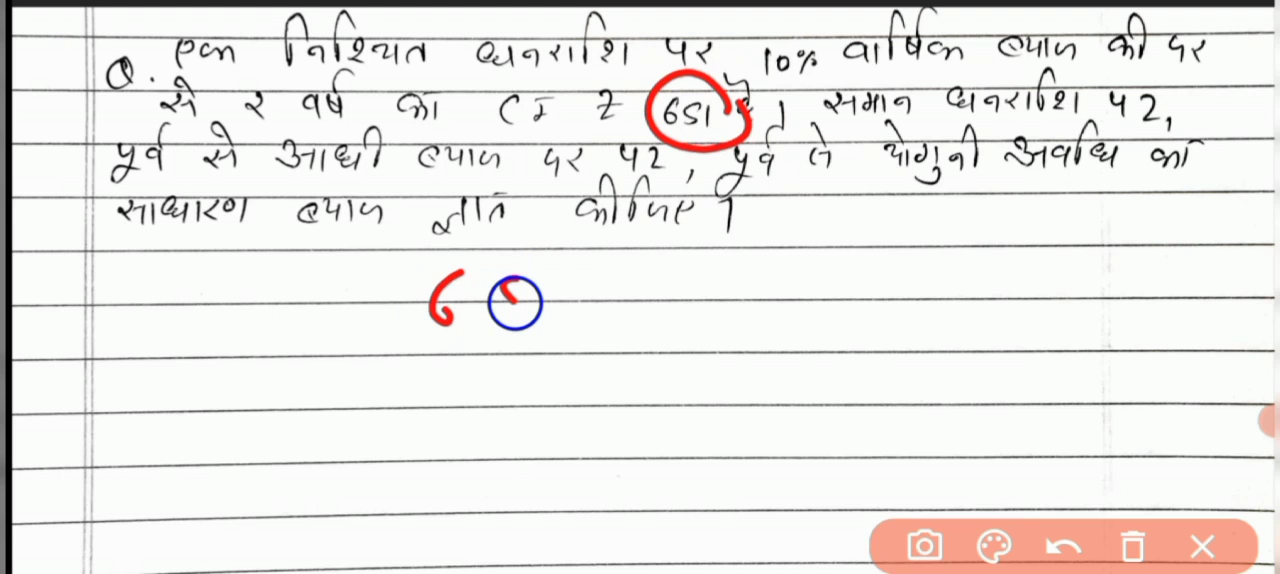 Q. एक निश्चित धनराशि पर 10% वार्षिक ब्याज की दर
से 2 वर्ष का CI ₹ 651 है। समान धनराशि पर,
पूर्व से आधी ब्याज दर पर, पूर्व से दोगुनी अवधि का
साधारण ब्याज ज्ञात कीजिए।
6